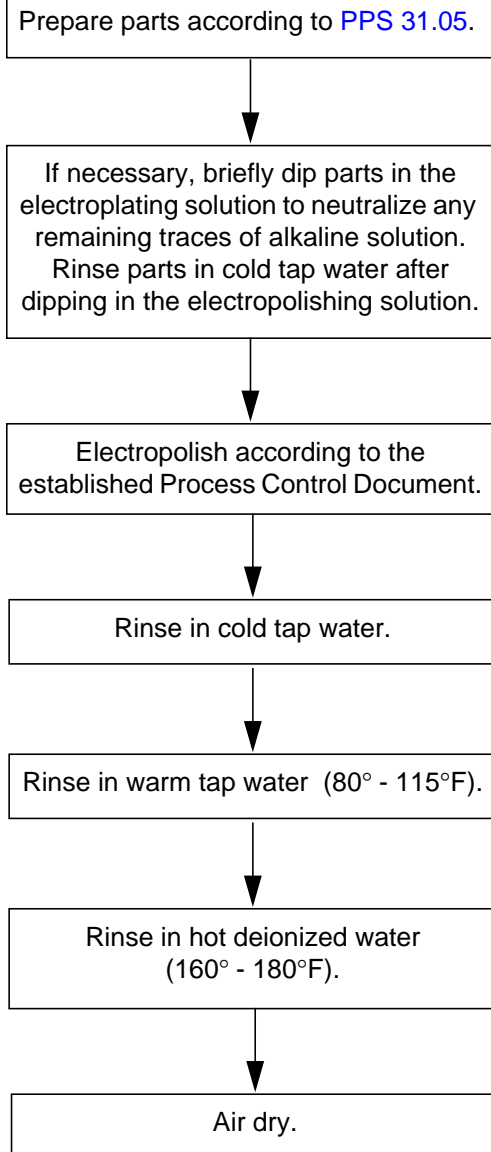 Prepare parts according to PPS 31.05.
If necessary, briefly dip parts in the
electroplating solution to neutralize any
remaining traces of alkaline solution.
Rinse parts in cold tap water after
dipping in the electropolishing solution.
Electropolish according to the
established Process Control Document.
Rinse in cold tap water.
Rinse in warm tap water (80° - 115°F).
Rinse in hot deionized water
(160° - 180°F).
Air dry.